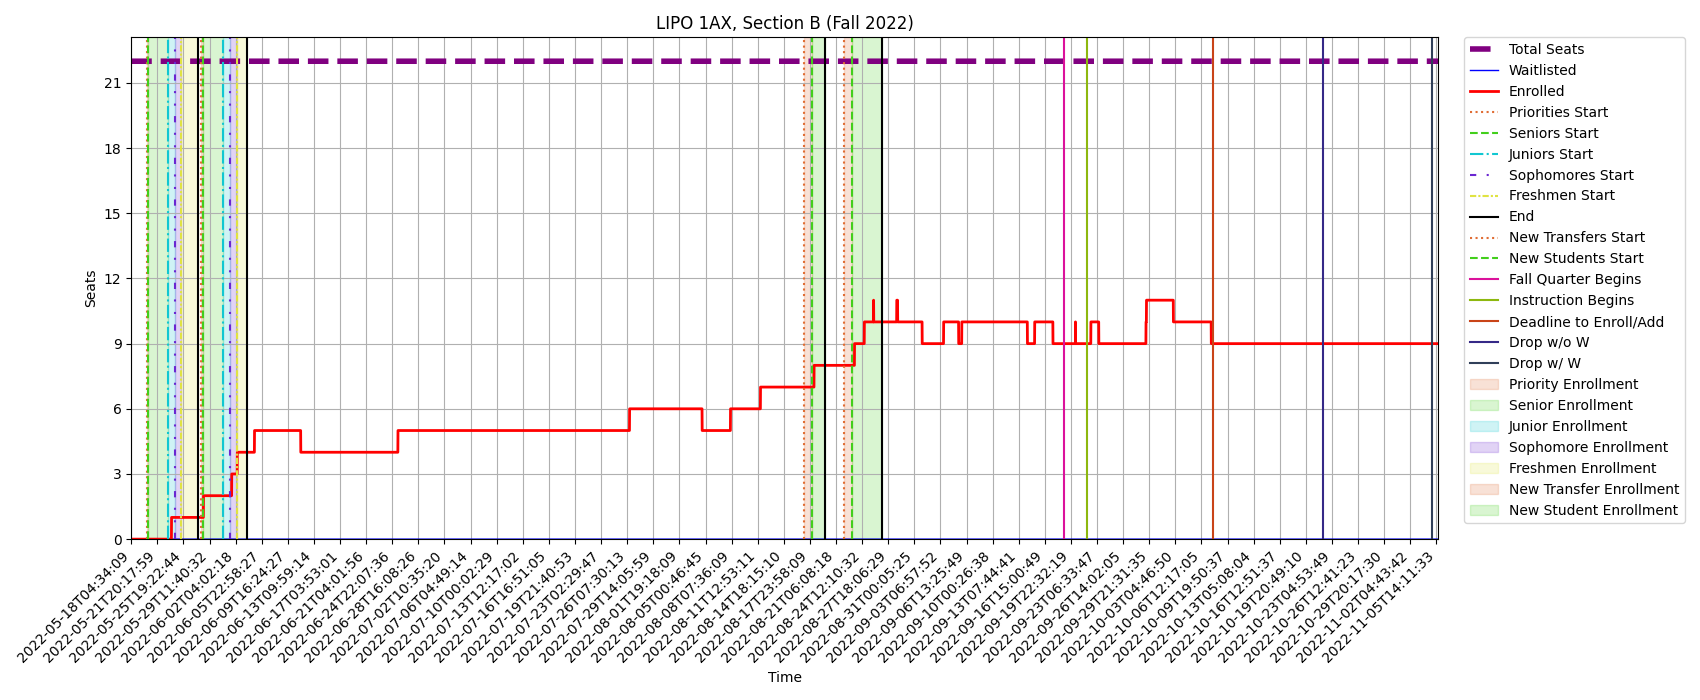 LIPO 1AX, Section B (Fall 2022)
Seats
21
18
15
12
9
6
3
0
2022-05-18T04:34:09
2022-05-21T20:17:59
2022-05-25T19:22:44
2022-05-29T11:40:32
2022-06-02T04:02:18
2022-06-05T22:58:27
2022-06-09T16:24:27
2022-06-13T09:59:14
2022-06-17T03:53:01
2022-06-21T04:01:56
2022-06-24T22:07:36
2022-06-28T16:08:26
2022-07-02T10:35:20
2022-07-06T04:49:14
2022-07-10T00:02:29
2022-07-13T12:17:02
2022-07-16T16:51:05
2022-07-19T21:40:53
2022-07-23T02:29:47
2022-07-26T07:30:13
2022-07-29T14:05:59
2022-08-01T19:18:09
2022-08-05T00:46:45
2022-08-08T07:36:09
2022-08-11T12:53:11
2022-08-14T18:15:10
2022-08-17T23:58:09
2022-08-21T06:08:18
2022-08-24T12:10:32
2022-08-27T18:06:29
2022-08-31T00:05:25
2022-09-03T06:57:52
2022-09-06T13:25:49
2022-09-10T00:26:38
2022-09-13T07:44:41
2022-09-16T15:00:49
2022-09-19T22:32:19
2022-09-23T06:33:47
2022-09-26T14:02:05
2022-09-29T21:31:35
2022-10-03T04:46:50
2022-10-06T12:17:05
2022-10-09T19:50:37
2022-10-13T05:08:04
2022-10-16T12:51:37
2022-10-19T20:49:10
2022-10-23T04:53:49
2022-10-26T12:41:23
2022-10-29T20:17:30
2022-11-02T04:43:42
2022-11-05T14:11:33
Time
Total Seats
Waitlisted
Enrolled
Priorities Start
Seniors Start
Juniors Start
Sophomores Start
Freshmen Start
End
New Transfers Start
New Students Start
Fall Quarter Begins
Instruction Begins
Deadline to Enroll/Add
Drop w/o W
Drop w/ W
Priority Enrollment
Senior Enrollment
Junior Enrollment
Sophomore Enrollment
Freshmen Enrollment
New Transfer Enrollment
New Student Enrollment